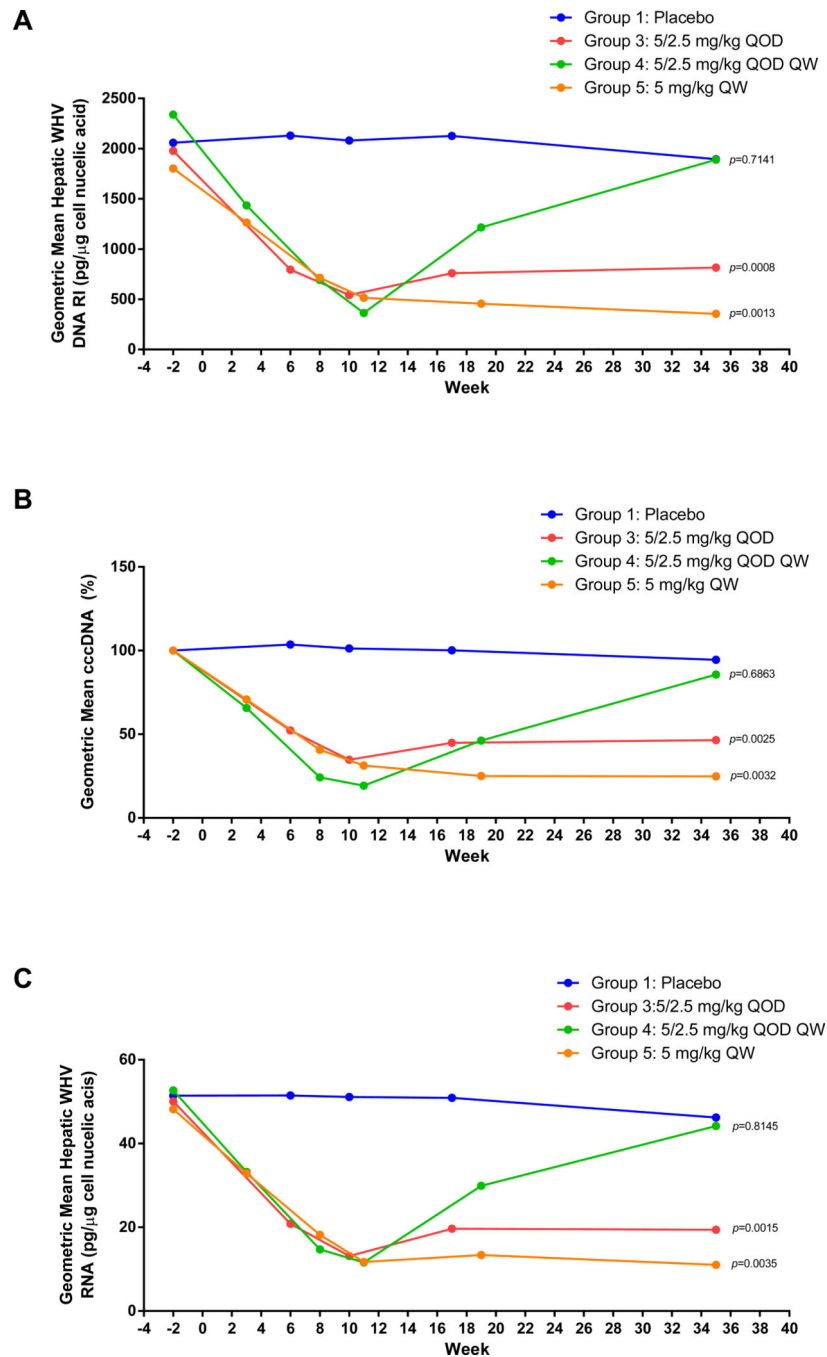 A
Group 1: Placebo
Group 3: 5/2.5 mg/kg QOD
Group 4: 5/2.5 mg/kg QOD QW
Group 5: 5 mg/kg QW
Geometric Mean Hepatic WHV
DNA RI (pg/μg cell nucelic acid)
2500
2000
1500
1000
500
0
p=0.7141
p=0.0008
p=0.0013
-4 -2 0 2 4 6 8 10 12 14 16 18 20 22 24 26 28 30 32 34 36 38 40
Week
B
Group 1: Placebo
Group 3: 5/2.5 mg/kg QOD
Group 4: 5/2.5 mg/kg QOD QW
Group 5: 5 mg/kg QW
Geometric Mean cccDNA (%)
150
100
50
0
p=0.6863
p=0.0025
p=0.0032
-4 -2 0 2 4 6 8 10 12 14 16 18 20 22 24 26 28 30 32 34 36 38 40
Week
C
Group 1: Placebo
Group 3:5/2.5 mg/kg QOD
Group 4: 5/2.5 mg/kg QOD QW
Group 5: 5 mg/kg QW
Geometric Mean Hepatic WHV
RNA (pg/μg cell nucelic acis)
60
40
20
0
p=0.8145
p=0.0015
p=0.0035
-4 -2 0 2 4 6 8 10 12 14 16 18 20 22 24 26 28 30 32 34 36 38 40
Week